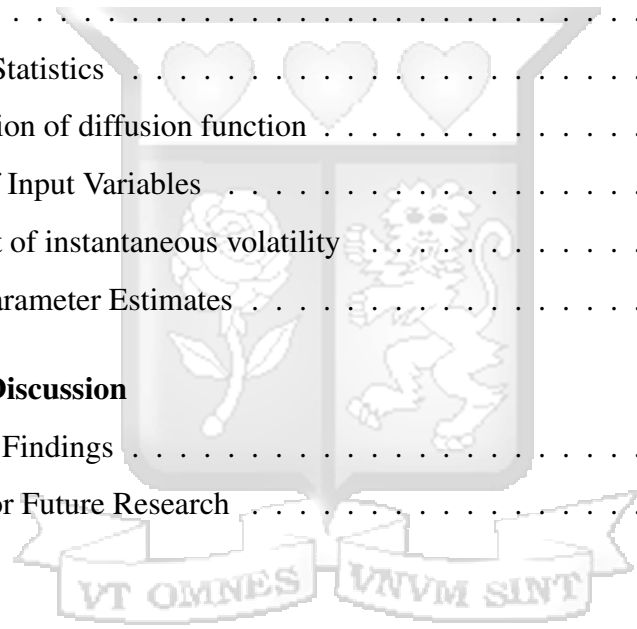 . . . . . . . . . . . . . . . . . . . .
Statistics . . . . . . . . . . . . . . . . .
ion of diffusion function . . . . . . . . . .
Input Variables . . . . . . . . . . . . . .
t of instantaneous volatility . . . . . . . . .
arameter Estimates . . . . . . . . . . . . .
Discussion
Findings . . . . . . . . . . . . . . . . .
or Future Research . . . . . . . . . . . . .
VT OMNES VNVM SINT